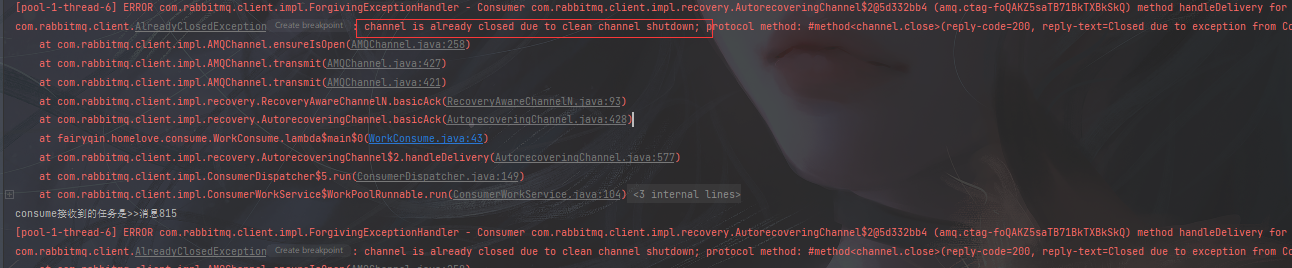 [pool-1-thread-6] ERROR com.rabbitmq.client.impl.ForgivingExceptionHandler - Consumer com.rabbitmq.client.impl.recovery.AutorecoveringChannel$2@5d332bb4 (amq.ctag-foQAKZ5saTB71BkTXBkSkQ) method handleDelivery for
com.rabbitmq.client.AlreadyClosedException Create breakpoint : channel is already closed due to clean channel shutdown; protocol method: #method<channel.close>(reply-code=200, reply-text=Closed due to exception from Co
at com.rabbitmq.client.impl.AMQChannel.ensureIsOpen(AMQChannel.java:258)
at com.rabbitmq.client.impl.AMQChannel.transmit(AMQChannel.java:427)
at com.rabbitmq.client.impl.AMQChannel.transmit(AMQChannel.java:421)
at com.rabbitmq.client.impl.recovery.RecoveryAwareChannelN.basicAck(RecoveryAwareChannelN.java:93)
at com.rabbitmq.client.impl.recovery.AutorecoveringChannel.basicAck(AutorecoveringChannel.java:428)
at fairyqin.homelove.consume.WorkConsume.lambda$main$0(WorkConsume.java:43)
at com.rabbitmq.client.impl.recovery.AutorecoveringChannel$2.handleDelivery(AutorecoveringChannel.java:577)
at com.rabbitmq.client.impl.ConsumerDispatcher$5.run(ConsumerDispatcher.java:149)
at com.rabbitmq.client.impl.ConsumerWorkService$WorkPoolRunnable.run(ConsumerWorkService.java:104) <3 internal lines>
consume接收到的任务是>>消息815
[pool-1-thread-6] ERROR com.rabbitmq.client.impl.ForgivingExceptionHandler - Consumer com.rabbitmq.client.impl.recovery.AutorecoveringChannel$2@5d332bb4 (amq.ctag-foQAKZ5saTB71BkTXBkSkQ) method handleDelivery for
com.rabbitmq.client.AlreadyClosedException Create breakpoint : channel is already closed due to clean channel shutdown; protocol method: #method<channel.close>(reply-code=200, reply-text=Closed due to exception from Co